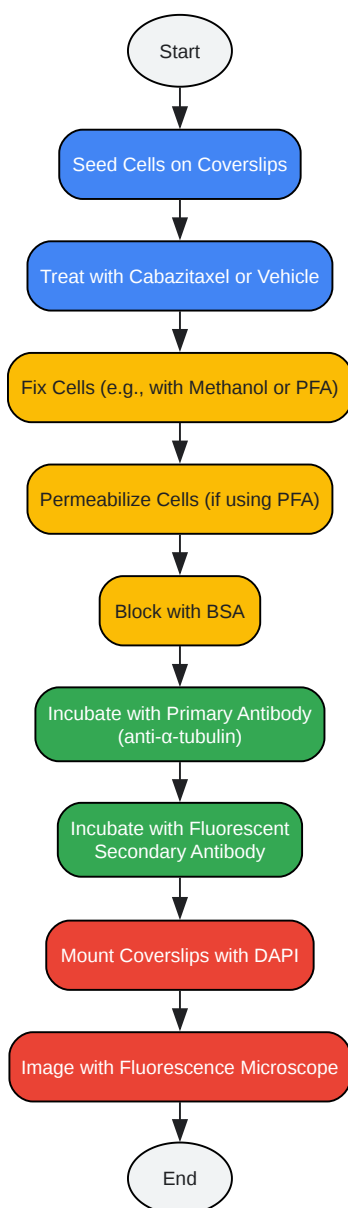 Start
Seed Cells on Coverslips
Treat with Cabazitaxel or Vehicle
Fix Cells (e.g., with Methanol or PFA)
Permeabilize Cells (if using PFA)
Block with BSA
Incubate with Primary Antibody
(anti-α-tubulin)
Incubate with Fluorescent
Secondary Antibody
Mount Coverslips with DAPI
Image with Fluorescence Microscope
End